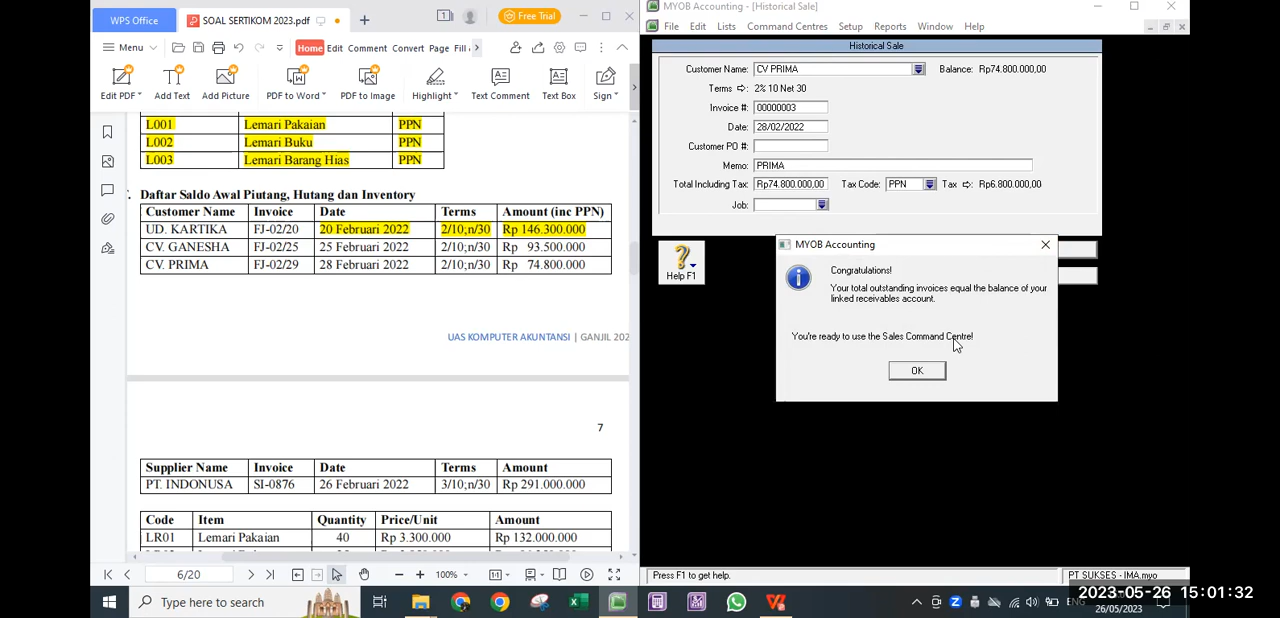 WPS Office
SOAL SERTIKOM 2023.pdf
Free Trial
Menu
Home
Edit
Comment
Convert
Page
Fill
Edit PDF
Add Text
Add Picture
PDF to Word
PDF to Image
Highlight
Text Comment
Text Box
Sign
L001 Lemari Pakaian PPN
L002 Lemari Buku PPN
L003 Lemari Barang Hias PPN
Daftar Saldo Awal Piutang, Hutang dan Inventory
Customer Name Invoice Date Terms Amount (inc PPN)
UD. KARTIKA FJ-02/20 20 Februari 2022 2/10;n/30 Rp 146.300.000
CV. GANESHA FJ-02/25 25 Februari 2022 2/10;n/30 Rp 93.500.000
CV. PRIMA FJ-02/29 28 Februari 2022 2/10;n/30 Rp 74.800.000
UAS KOMPUTER AKUNTANSI | GANJIL 202
7
Supplier Name Invoice Date Terms Amount
PT. INDONUSA SI-0876 26 Februari 2022 3/10;n/30 Rp 291.000.000
Code Item Quantity Price/Unit Amount
LR01 Lemari Pakaian 40 Rp 3.300.000 Rp 132.000.000
6/20
100%
Type here to search
MYOB Accounting - [Historical Sale]
File Edit Lists Command Centres Setup Reports Window Help
Historical Sale
Customer Name: CV PRIMA Balance: Rp74.800.000,00
Terms 2% 10 Net 30
Invoice #: 00000003
Date: 28/02/2022
Customer PO #:
Memo: PRIMA
Total Including Tax: Rp74.800.000,00 Tax Code: PPN Tax Rp6.800.000,00
Job:
Help F1
MYOB Accounting
Congratulations!
Your total outstanding invoices equal the balance of your
linked receivables account.
You're ready to use the Sales Command Centre!
OK
Press F1 to get help.
PT SUKSES - IMA.myo
ENG
2023-05-26 15:01:32
26/05/2023